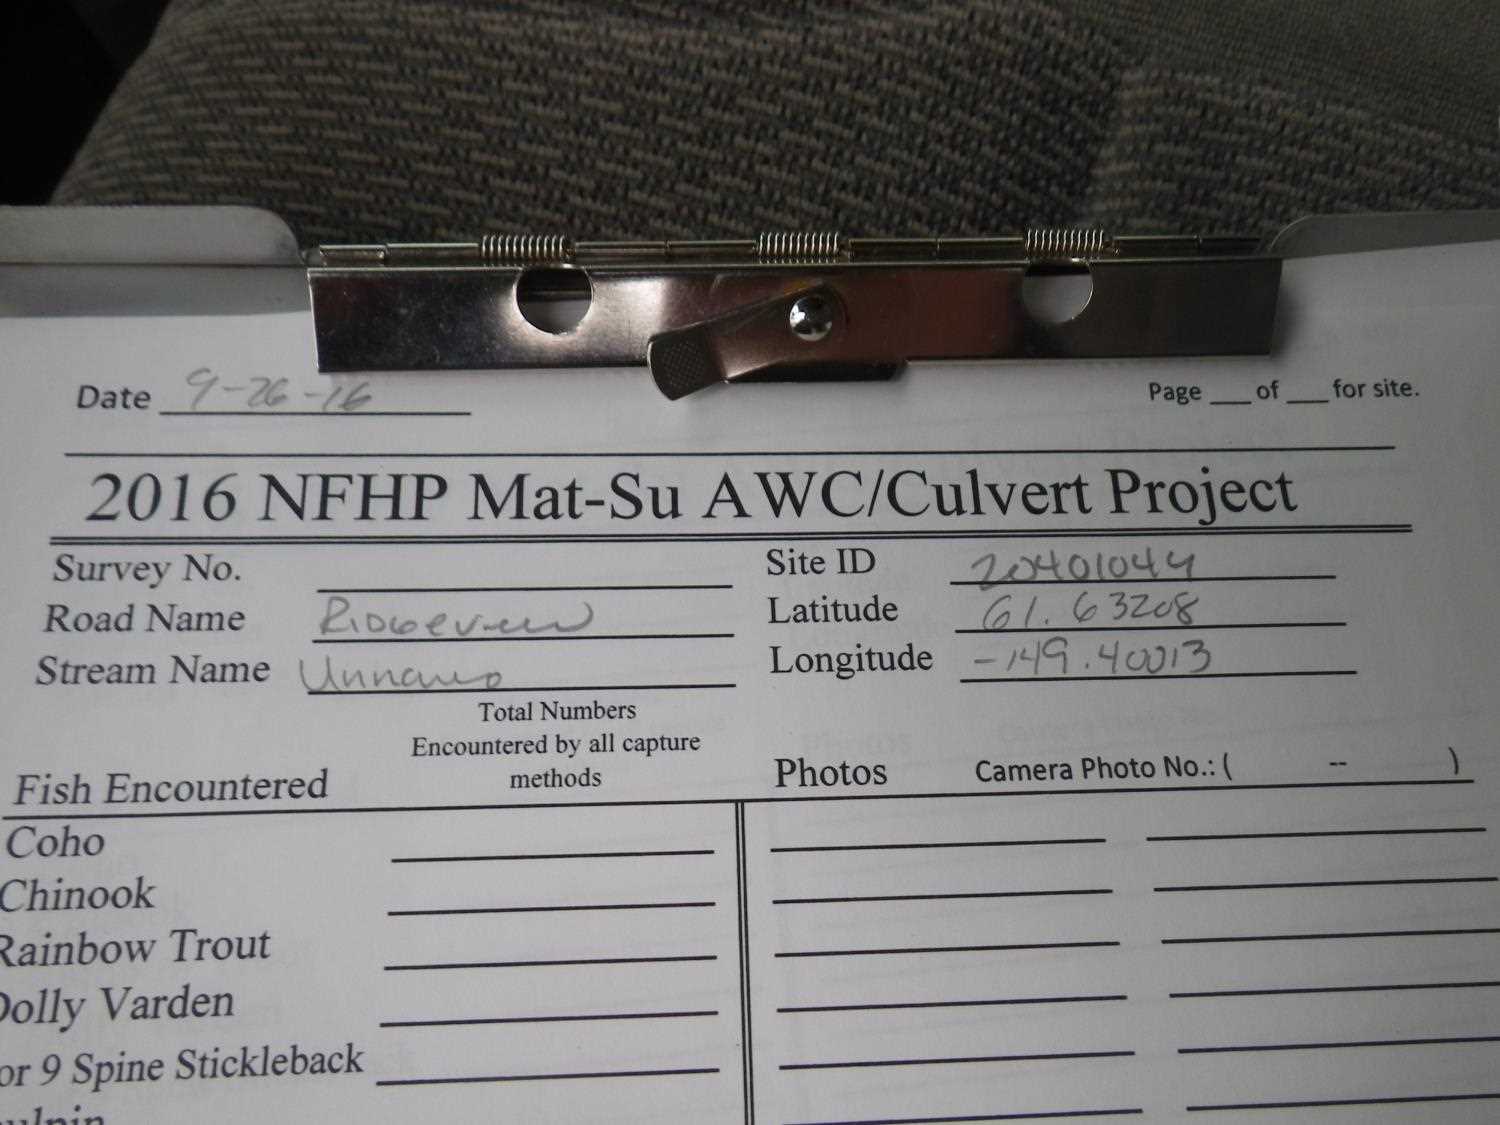 Date 9-26-16 Page ___ of ___ for site.
2016 NFHP Mat-Su AWC/Culvert Project
Survey No. Site ID 20401044
Road Name Ridgeview Latitude 61.63208
Stream Name Unnamed Longitude -149.40013
Total Numbers
Encountered by all capture
methods
Fish Encountered Photos Camera Photo No.: ( -- )
Coho
Chinook
Rainbow Trout
Dolly Varden
or 9 Spine Stickleback